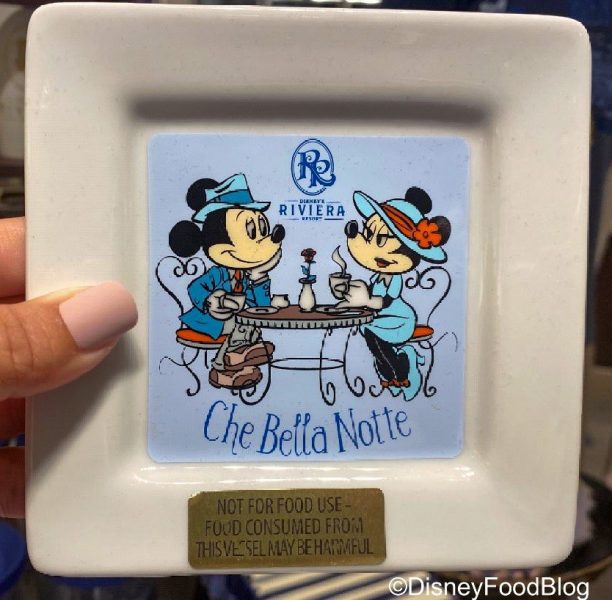 RR
DISNEY'S
RIVIERA
RESORT
Che Bella Notte
NOT FOR FOOD USE -
FOOD CONSUMED FROM
THIS VESSEL MAY BE HARMFUL
©DisneyFoodBlog